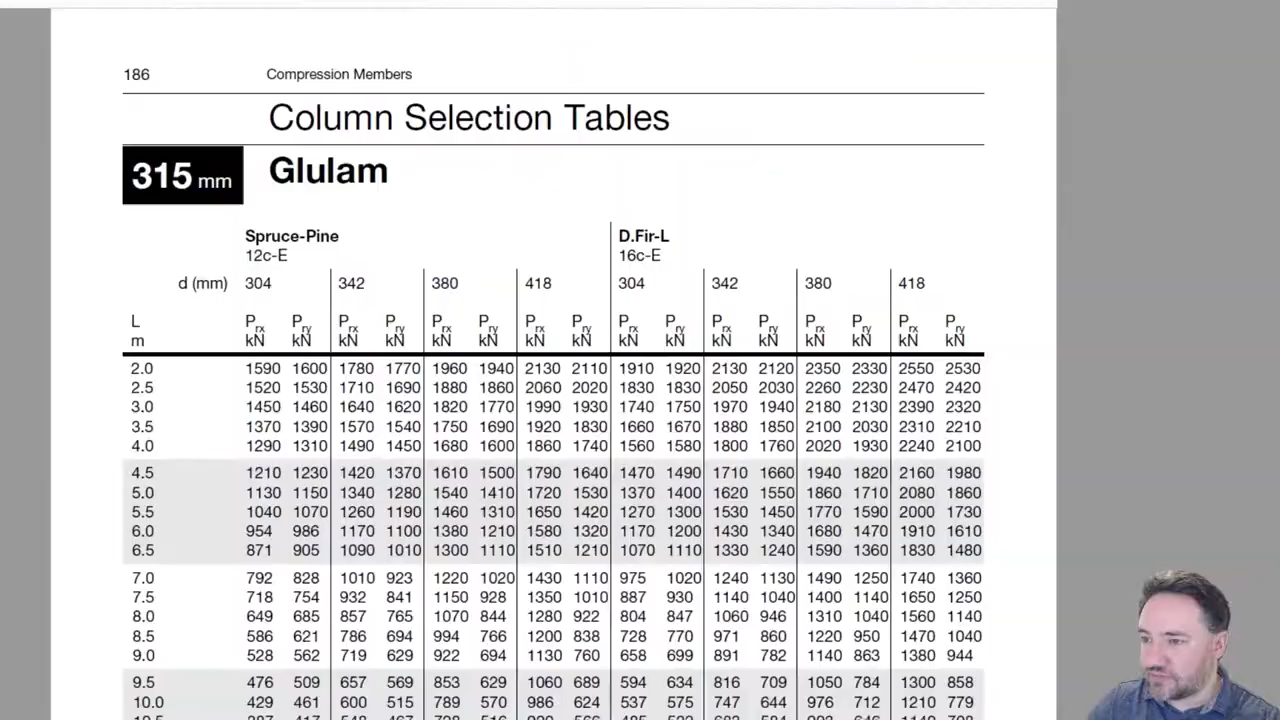 186 Compression Members
Column Selection Tables
315 mm Glulam
Spruce-Pine D.Fir-L
12c-E 16c-E
d (mm) 304 342 380 418 304 342 380 418
L Prx Pry Prx Pry Prx Pry Prx Pry Prx Pry Prx Pry Prx Pry Prx Pry
m kN kN kN kN kN kN kN kN kN kN kN kN kN kN kN kN
2.0 1590 1600 1780 1770 1960 1940 2130 2110 1910 1920 2130 2120 2350 2330 2550 2530
2.5 1520 1530 1710 1690 1880 1860 2060 2020 1830 1830 2050 2030 2260 2230 2470 2420
3.0 1450 1460 1640 1620 1820 1770 1990 1930 1740 1750 1970 1940 2180 2130 2390 2320
3.5 1370 1390 1570 1540 1750 1690 1920 1830 1660 1670 1880 1850 2100 2030 2310 2210
4.0 1290 1310 1490 1450 1680 1600 1860 1740 1560 1580 1800 1760 2020 1930 2240 2100
4.5 1210 1230 1420 1370 1610 1500 1790 1640 1470 1490 1710 1660 1940 1820 2160 1980
5.0 1130 1150 1340 1280 1540 1410 1720 1530 1370 1400 1620 1550 1860 1710 2080 1860
5.5 1040 1070 1260 1190 1460 1310 1650 1420 1270 1300 1530 1450 1770 1590 2000 1730
6.0 954 986 1170 1100 1380 1210 1580 1320 1170 1200 1430 1340 1680 1470 1910 1610
6.5 871 905 1090 1010 1300 1110 1510 1210 1070 1110 1330 1240 1590 1360 1830 1480
7.0 792 828 1010 923 1220 1020 1430 1110 975 1020 1240 1130 1490 1250 1740 1360
7.5 718 754 932 841 1150 928 1350 1010 887 930 1140 1040 1400 1140 1650 1250
8.0 649 685 857 765 1070 844 1280 922 804 847 1060 946 1310 1040 1560 1140
8.5 586 621 786 694 994 766 1200 838 728 770 971 860 1220 950 1470 1040
9.0 528 562 719 629 922 694 1130 760 658 699 891 782 1140 863 1380 944
9.5 476 509 657 569 853 629 1060 689 594 634 816 709 1050 784 1300 858
10.0 429 461 600 515 789 570 986 624 537 575 747 644 976 712 1210 779